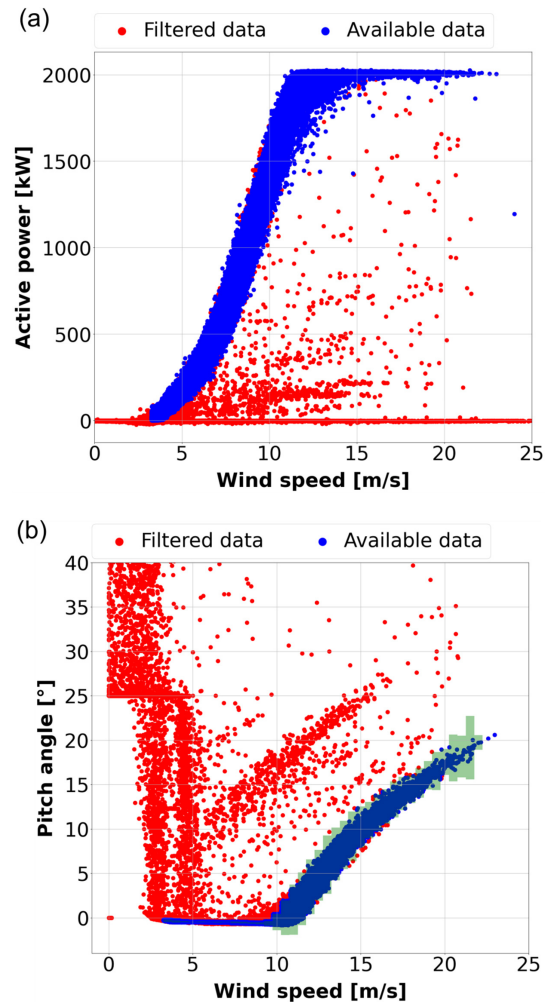 (a)
Filtered data Available data
2000
1500
1000
500
0
Active power [kW]
0 5 10 15 20 25
Wind speed [m/s]
(b)
Filtered data Available data
40
35
30
25
20
15
10
5
0
Pitch angle [°]
0 5 10 15 20 25
Wind speed [m/s]